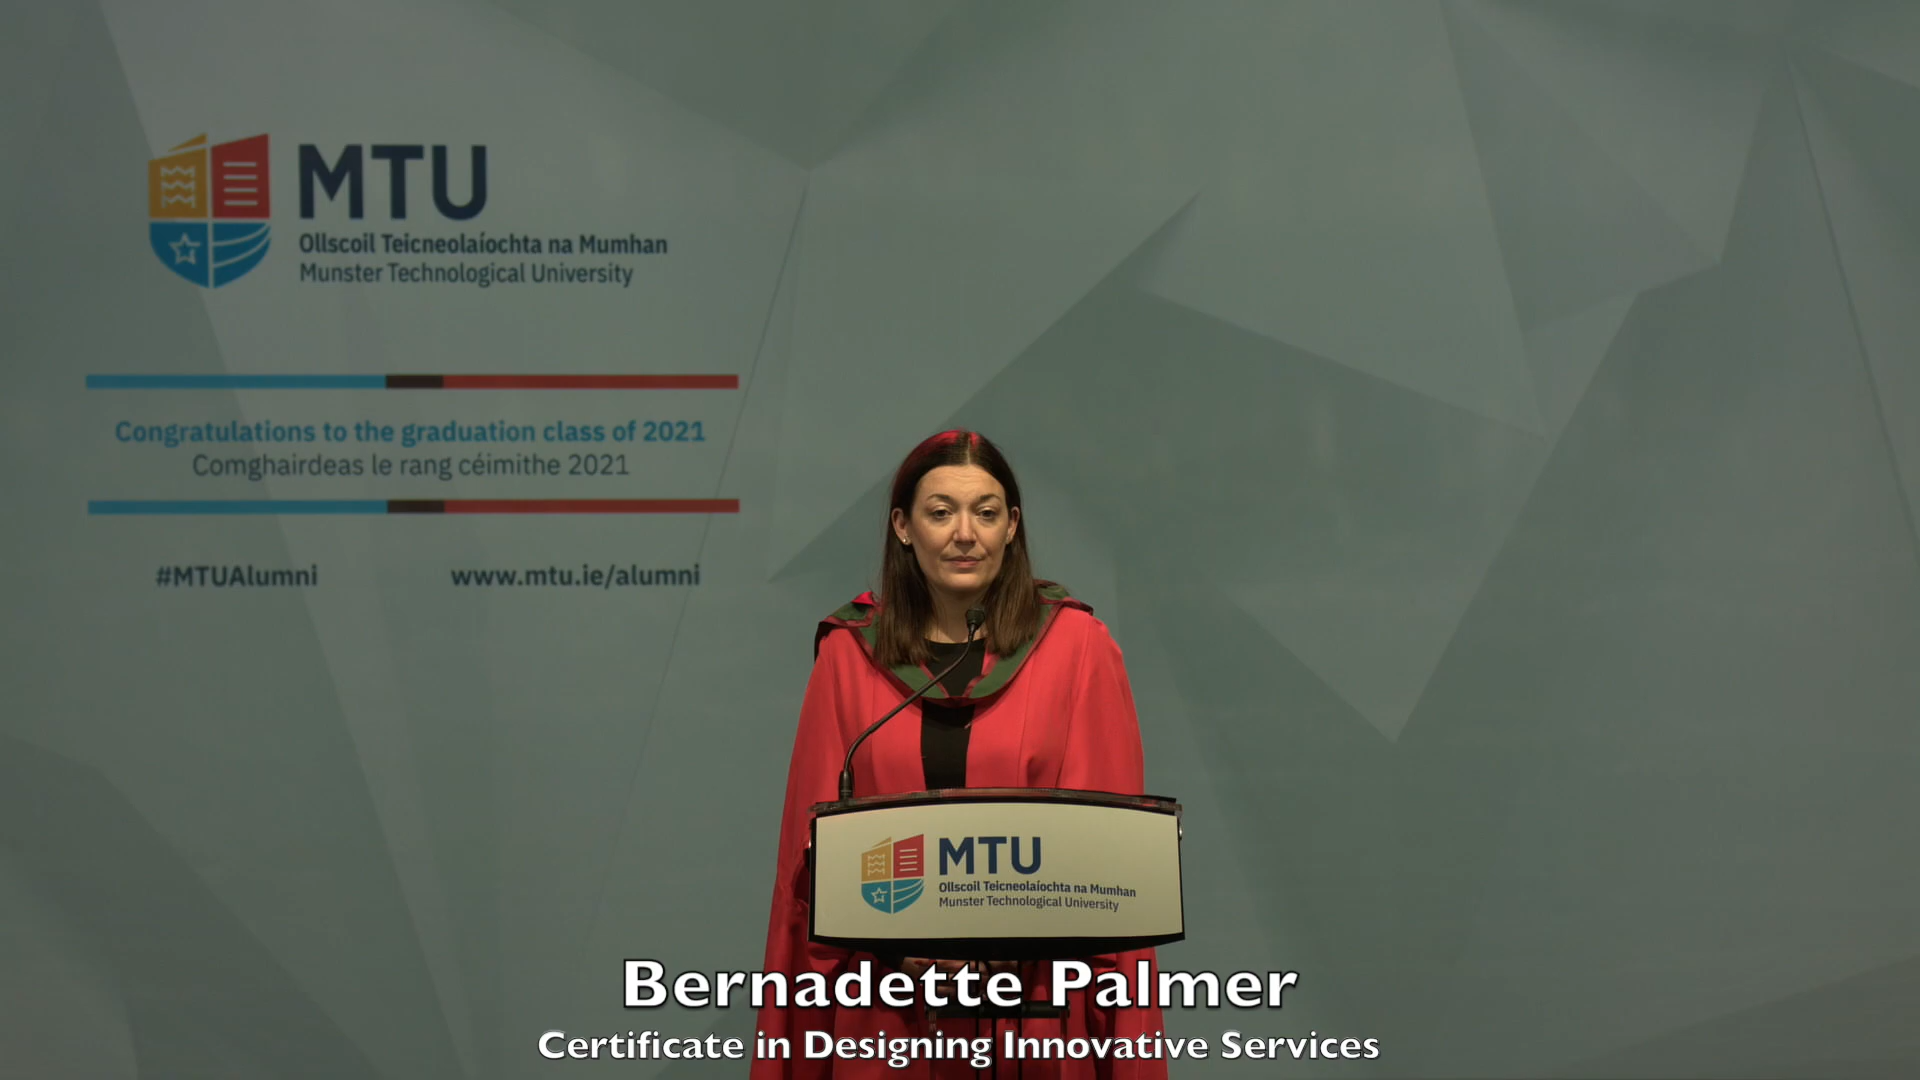 MTU
Ollscoil Teicneolaíochta na Mumhan
Munster Technological University
Congratulations to the graduation class of 2021
Comghairdeas le rang céimithe 2021
#MTUAlumni
www.mtu.ie/alumni
MTU
Ollscoil Teicneolaíochta na Mumhan
Munster Technological University
Bernadette Palmer
Certificate in Designing Innovative Services